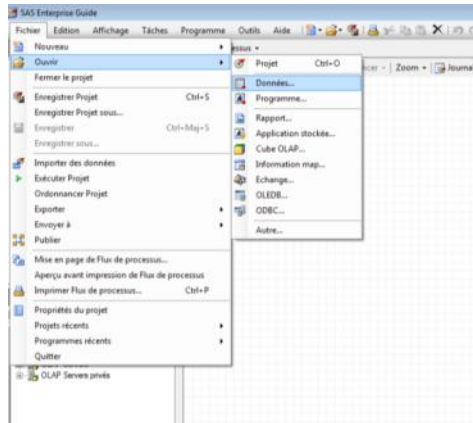 SAS Enterprise Guide
Fichier Edition Affichage Tâches Programme Outils Aide
Nouveau
Ouvrir
Fermer le projet
Enregistrer Projet Ctrl+S
Enregistrer Projet sous...
Enregistrer Ctrl+Maj+S
Enregistrer sous...
Importer des données
Exécuter Projet
Ordonnancer Projet
Exporter
Envoyer à
Publier
Mise en page de Flux de processus...
Aperçu avant impression de Flux de processus
Imprimer Flux de processus... Ctrl+P
Propriétés du projet
Projets récents
Programmes récents
Quitter
OLAP Servers privés
Projet Ctrl+O
Données...
Programme...
Rapport...
Application stockée...
Cube OLAP...
Information map...
Echange...
OLEDB...
ODBC...
Autre...
Zoom